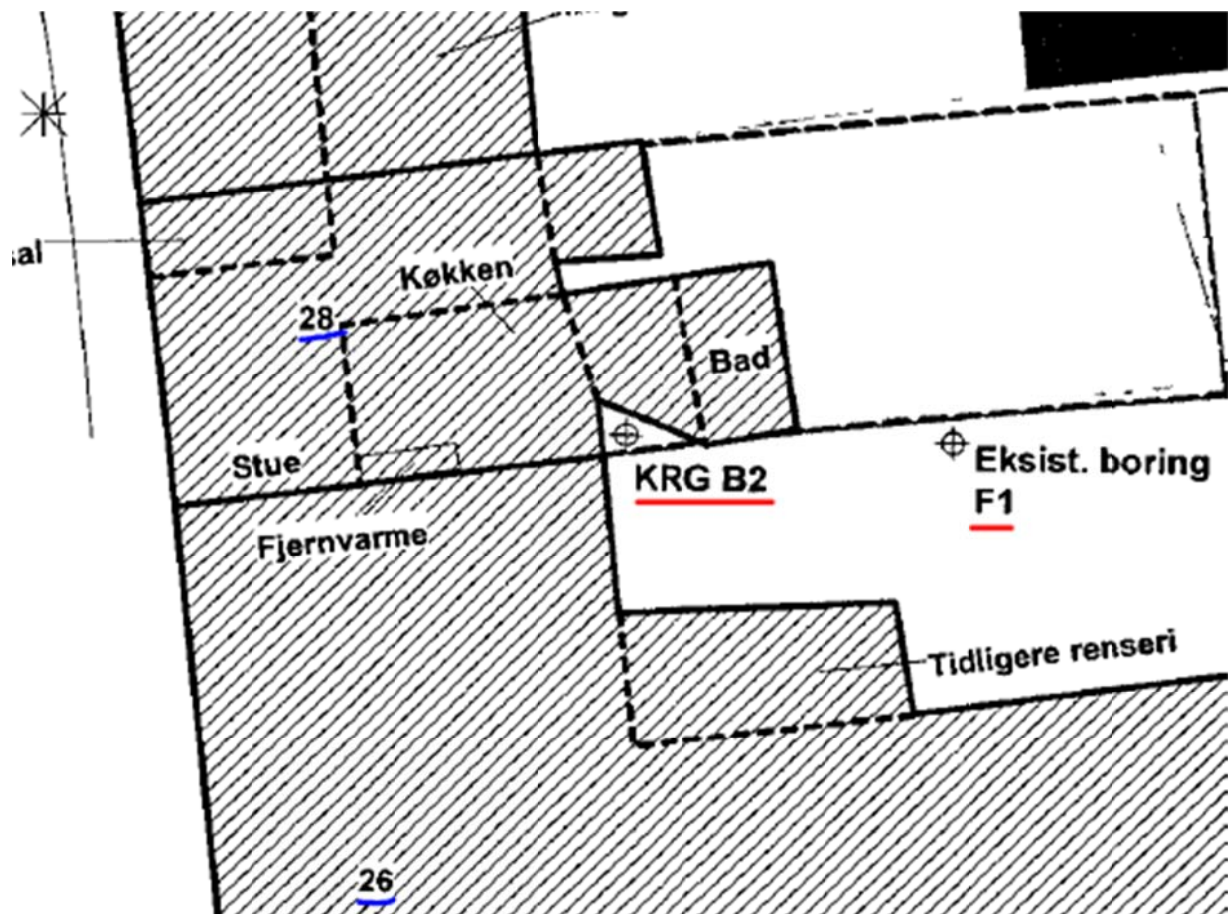 sal
Køkken
28
Bad
Stue
KRG B2
Eksist. boring
F1
Fjernvarme
Tidligere renseri
26